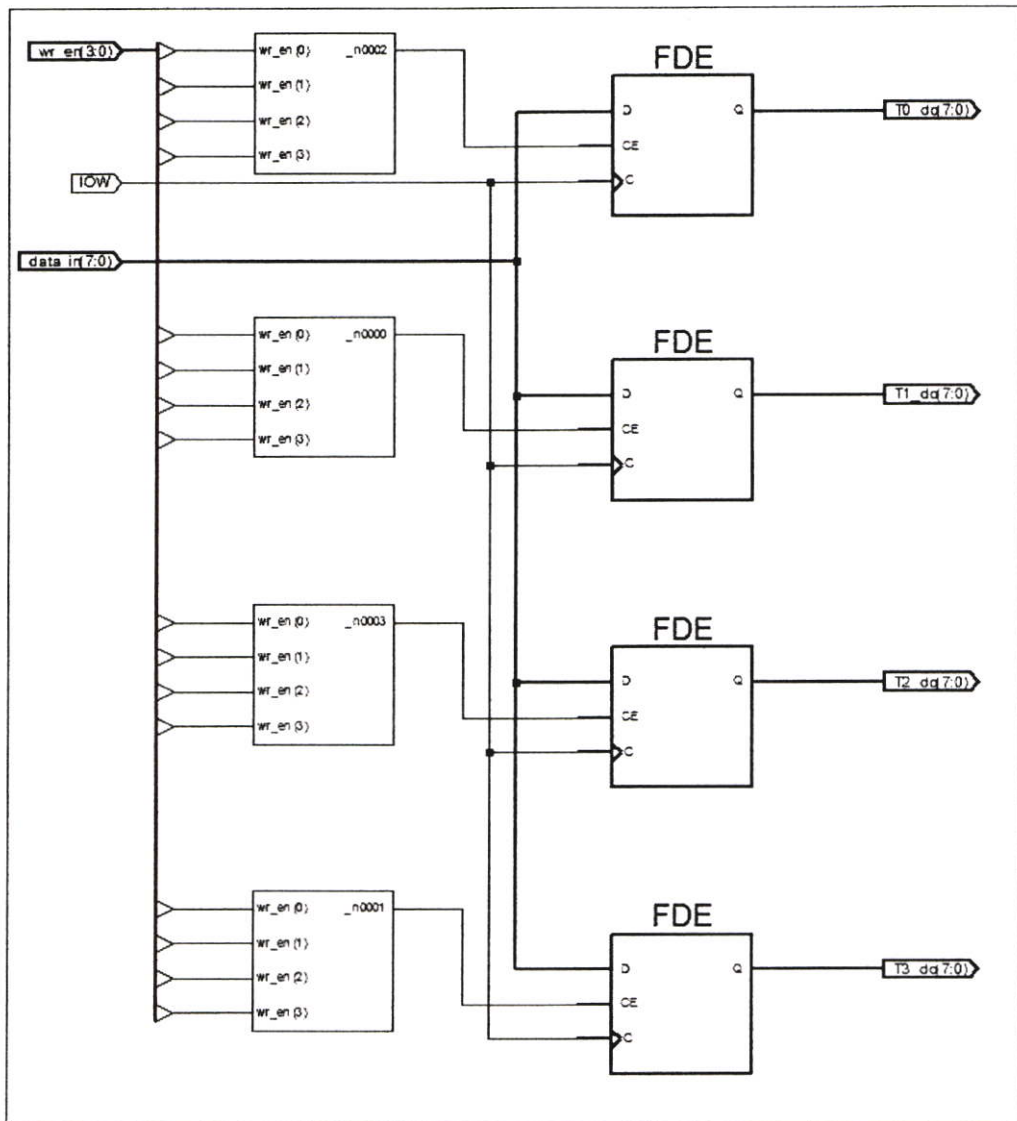 wr_en(3:0)
wr_en(0) _n0002
wr_en(1)
wr_en(2)
wr_en(3)
IOW
data_in(7:0)
FDE
D Q
CE
C
T0_dq(7:0)
wr_en(0) _n0000
wr_en(1)
wr_en(2)
wr_en(3)
FDE
D Q
CE
C
T1_dq(7:0)
wr_en(0) _n0003
wr_en(1)
wr_en(2)
wr_en(3)
FDE
D Q
CE
C
T2_dq(7:0)
wr_en(0) _n0001
wr_en(1)
wr_en(2)
wr_en(3)
FDE
D Q
CE
C
T3_dq(7:0)